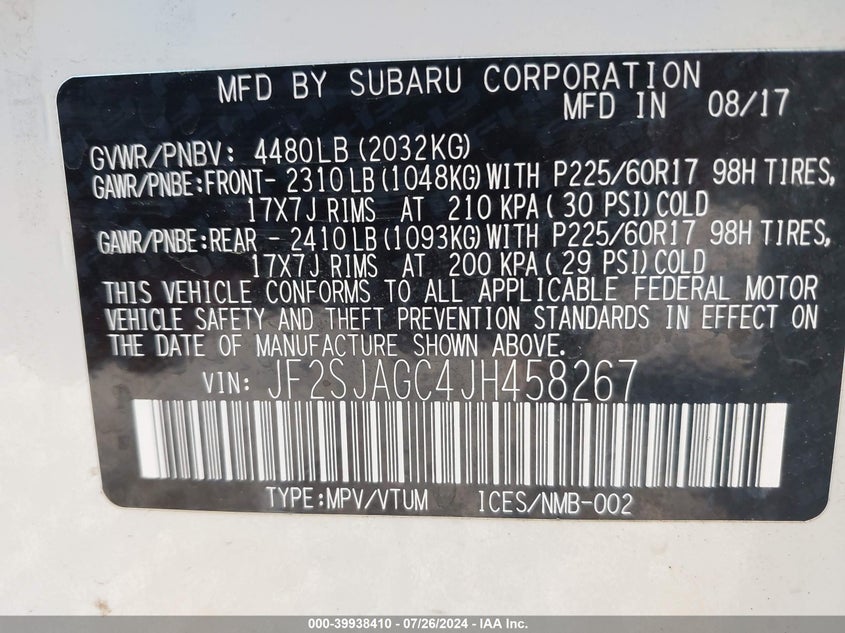 MFD BY SUBARU CORPORATION
MFD IN 08/17
GVWR/PNBV: 4480LB(2032KG)
GAWR/PNBE:FRONT- 2310LB(1048KG)WITH P225/60R17 98H TIRES,
17X7J RIMS AT 210 KPA(30 PSI)COLD
GAWR/PNBE:REAR - 2410LB(1093KG)WITH P225/60R17 98H TIRES,
17X7J RIMS AT 200 KPA(29 PSI)COLD
THIS VEHICLE CONFORMS TO ALL APPLICABLE FEDERAL MOTOR
VEHICLE SAFETY AND THEFT PREVENTION STANDARDS IN EFFECT ON
THE DATE OF MANUFACTURE SHOWN ABOVE.
VIN: JF2SJAGC4JH458267
TYPE:MPV/VTUM ICES/NMB-002
000-39938410 - 07/26/2024 - IAAI.com